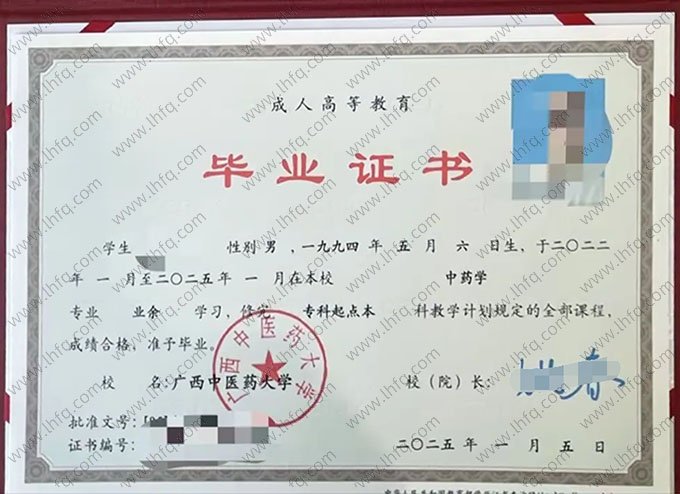 成人高等教育
毕业证书
学生 性别 男 ，一九九四 年 五 月 六 日生，于二〇二二
年 一 月至二〇二五年 一 月在本校 中药学
专业 业余 学习，修完 专科起点本 科教学计划规定的全部课程，
成绩合格，准予毕业。
校 名:广西中医药大学 校（院）长：
广西中医药大学
批准文号:
证书编号:
二〇二五 年 一 月 五 日
www.lhfq.com